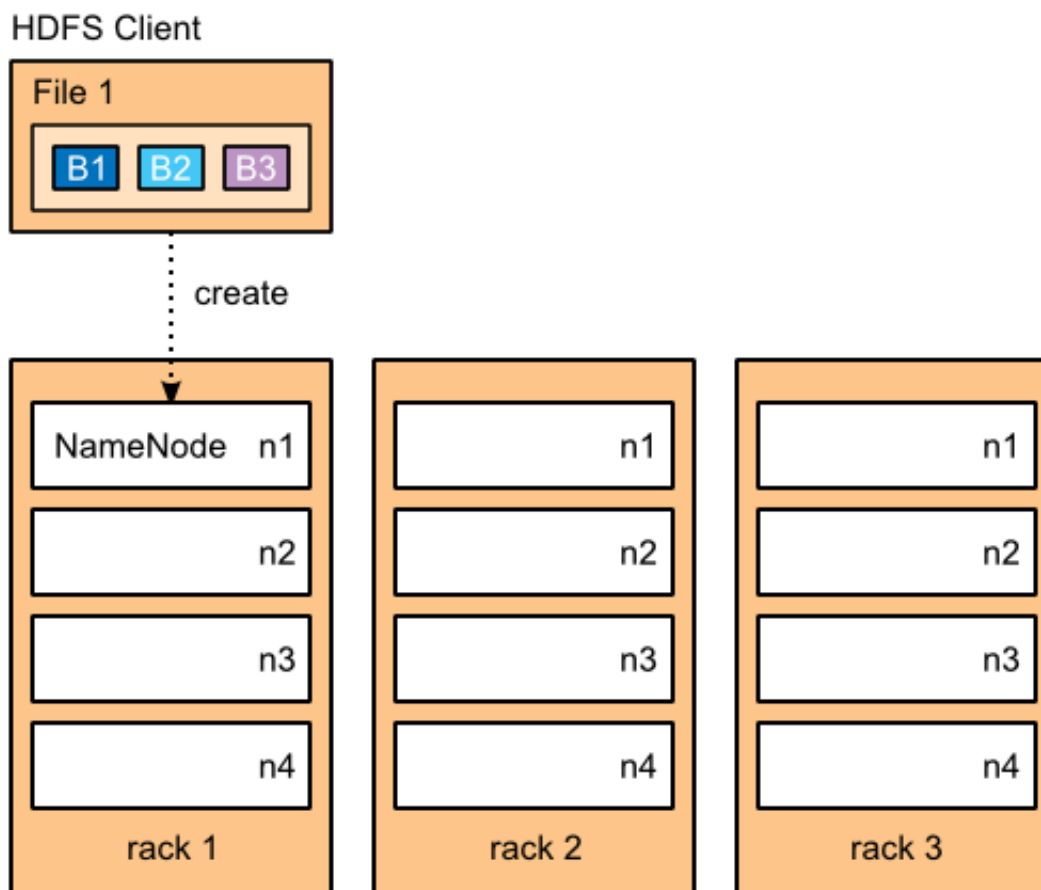 HDFS Client
File 1
B1 B2 B3
create
NameNode n1
n2
n3
n4
rack 1
n1
n2
n3
n4
rack 2
n1
n2
n3
n4
rack 3